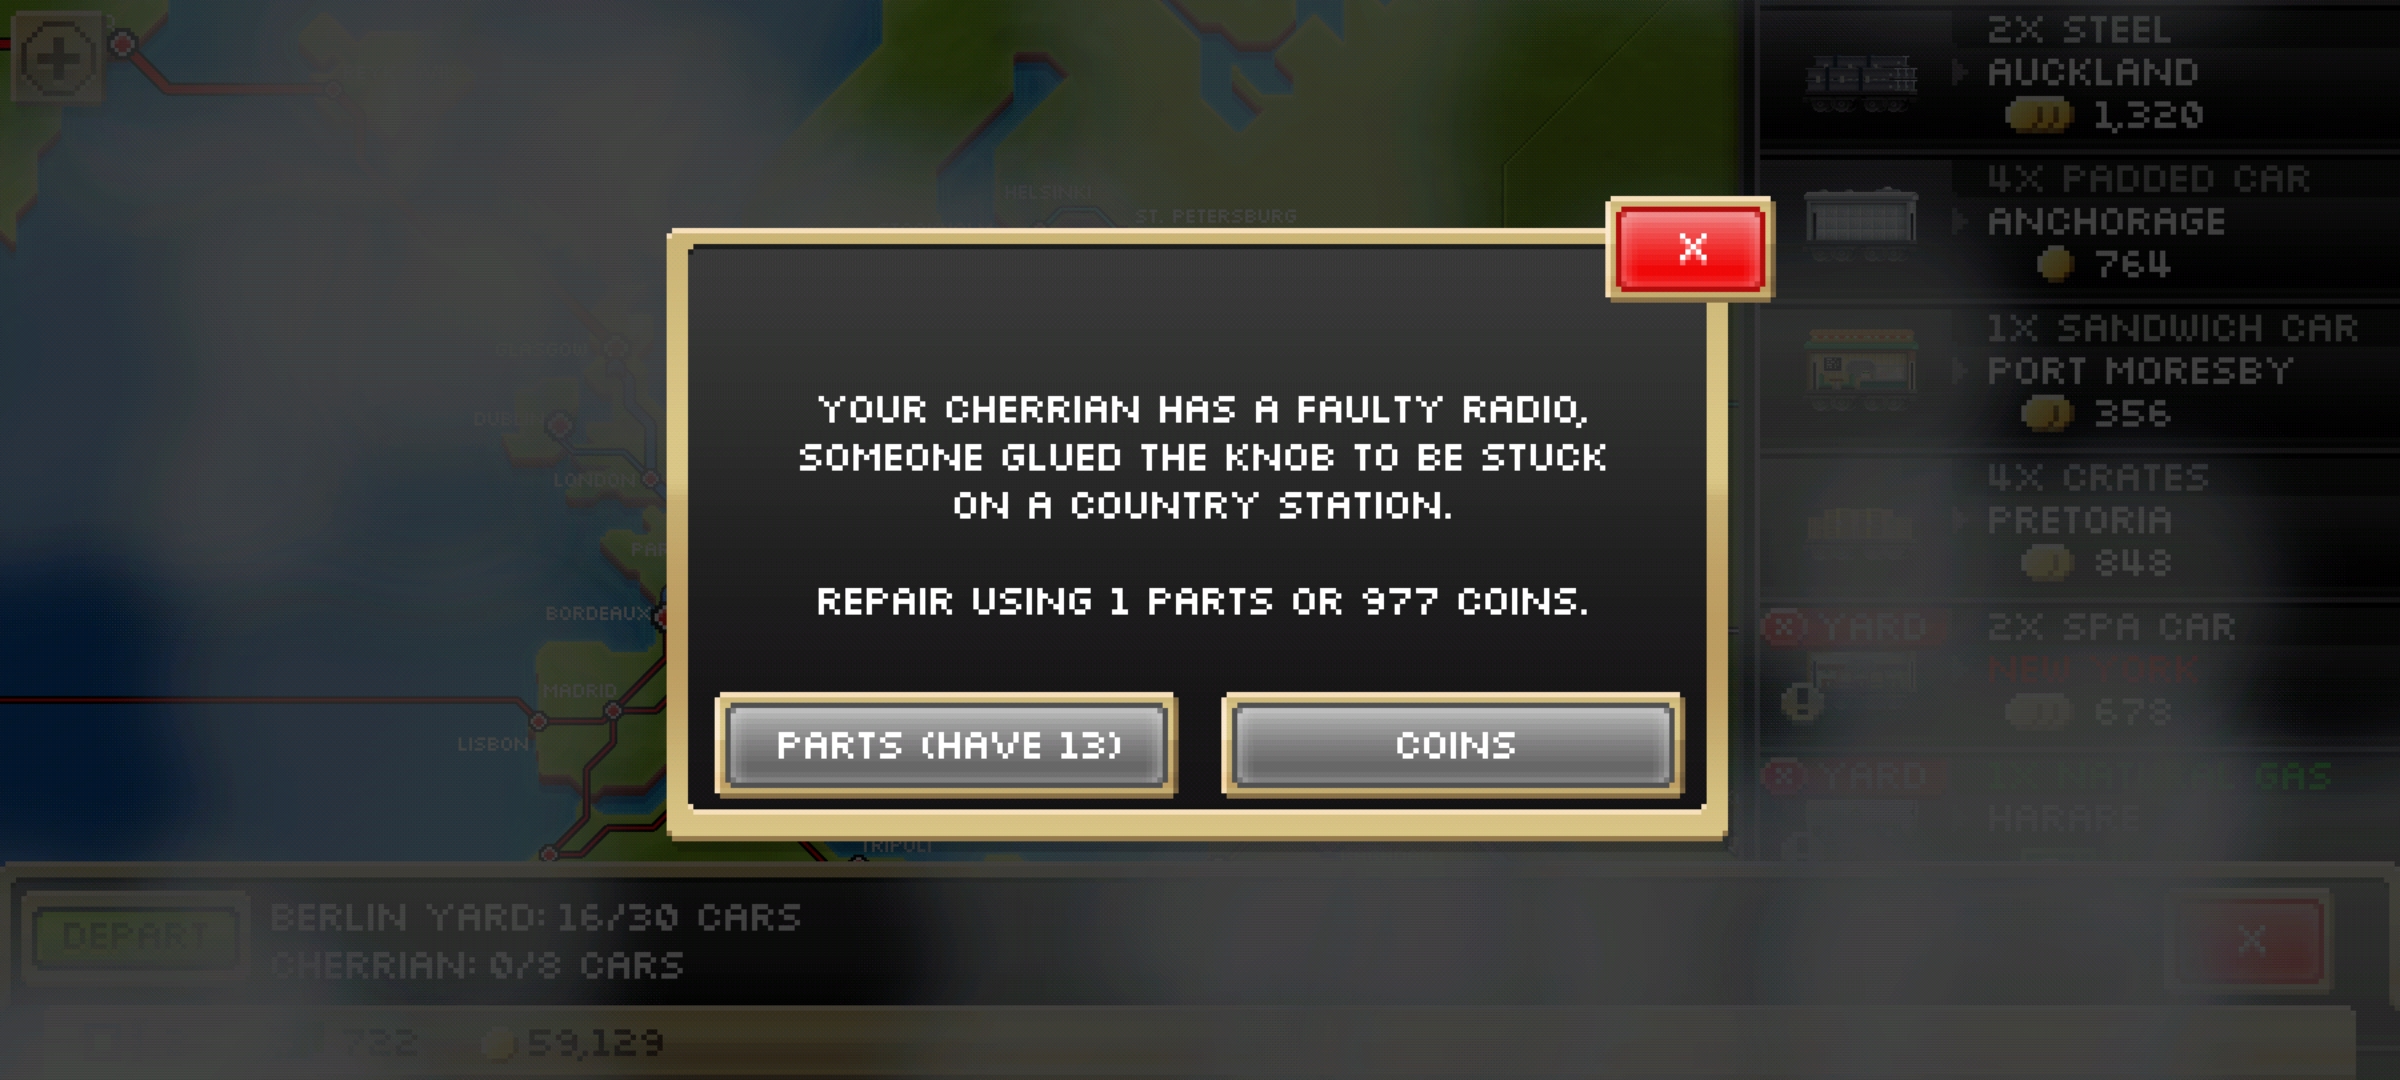 2X STEEL
AUCKLAND
1,320
4X PADDED CAR
ANCHORAGE
764
1X SANDWICH CAR
PORT MORESBY
356
4X CRATES
PRETORIA
848
YARD
2X SPA CAR
NEW YORK
678
YARD
1X NATURAL GAS
HARARE
HELSINKI
ST. PETERSBURG
GLASGOW
LONDON
BORDEAUX
MADRID
LISBON
TRIPOLI
X
YOUR CHERRIAN HAS A FAULTY RADIO,
SOMEONE GLUED THE KNOB TO BE STUCK
ON A COUNTRY STATION.
REPAIR USING 1 PARTS OR 977 COINS.
PARTS (HAVE 13)
COINS
DEPART
BERLIN YARD: 16/30 CARS
CHERRIAN: 0/8 CARS
X
732
59,129